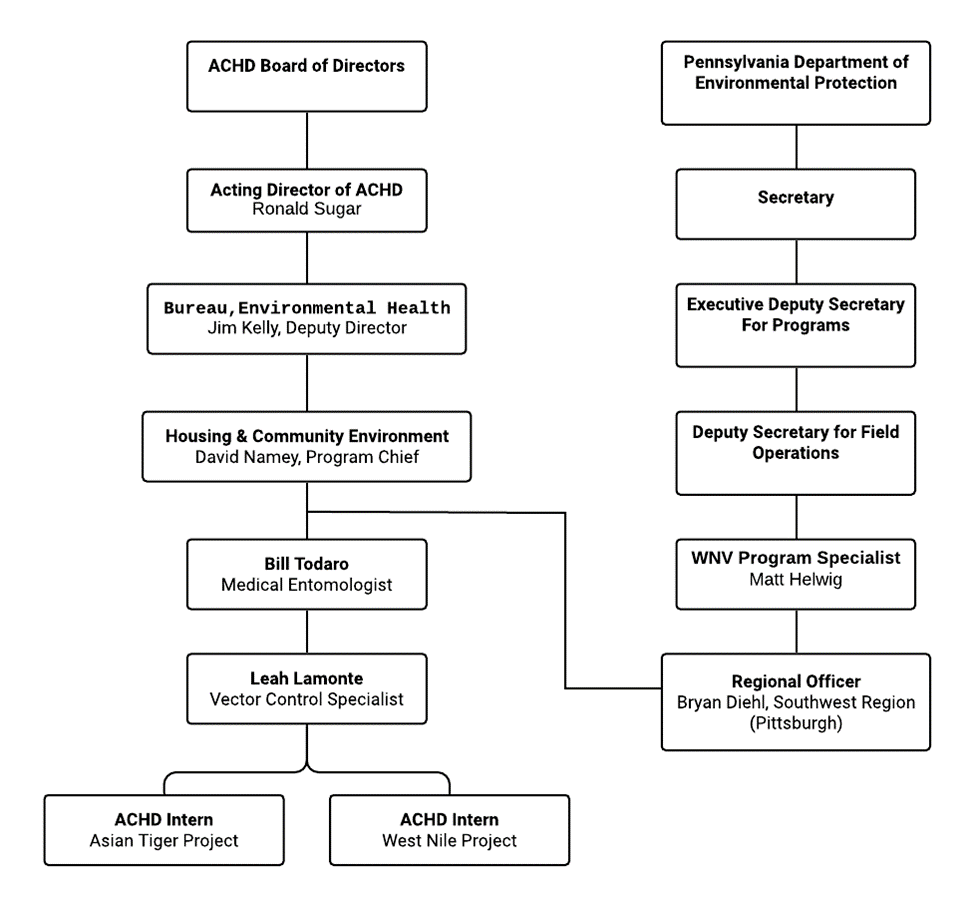 ACHD Board of Directors
Acting Director of ACHD
Ronald Sugar
Bureau,Environmental Health
Jim Kelly, Deputy Director
Housing & Community Environment
David Namey, Program Chief
Bill Todaro
Medical Entomologist
Leah Lamonte
Vector Control Specialist
ACHD Intern
Asian Tiger Project
ACHD Intern
West Nile Project
Pennsylvania Department of
Environmental Protection
Secretary
Executive Deputy Secretary
For Programs
Deputy Secretary for Field
Operations
WNV Program Specialist
Matt Helwig
Regional Officer
Bryan Diehl, Southwest Region
(Pittsburgh)